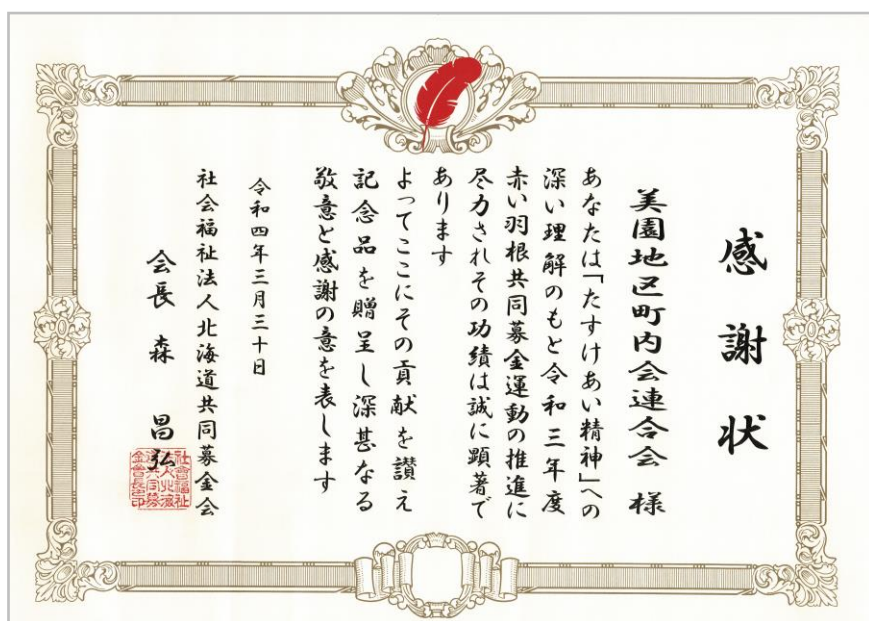 感謝状
美園地区町内会連合会 様
あなたは「たすけあい精神」への
深い理解のもと令和三年度
赤い羽根共同募金運動の推進に
尽力されその功績は誠に顕著で
あります
よってここにその貢献を讃え
記念品を贈呈し深甚なる
敬意と感謝の意を表します
令和四年三月三十日
社会福祉法人北海道共同募金会
会長 森 昌弘